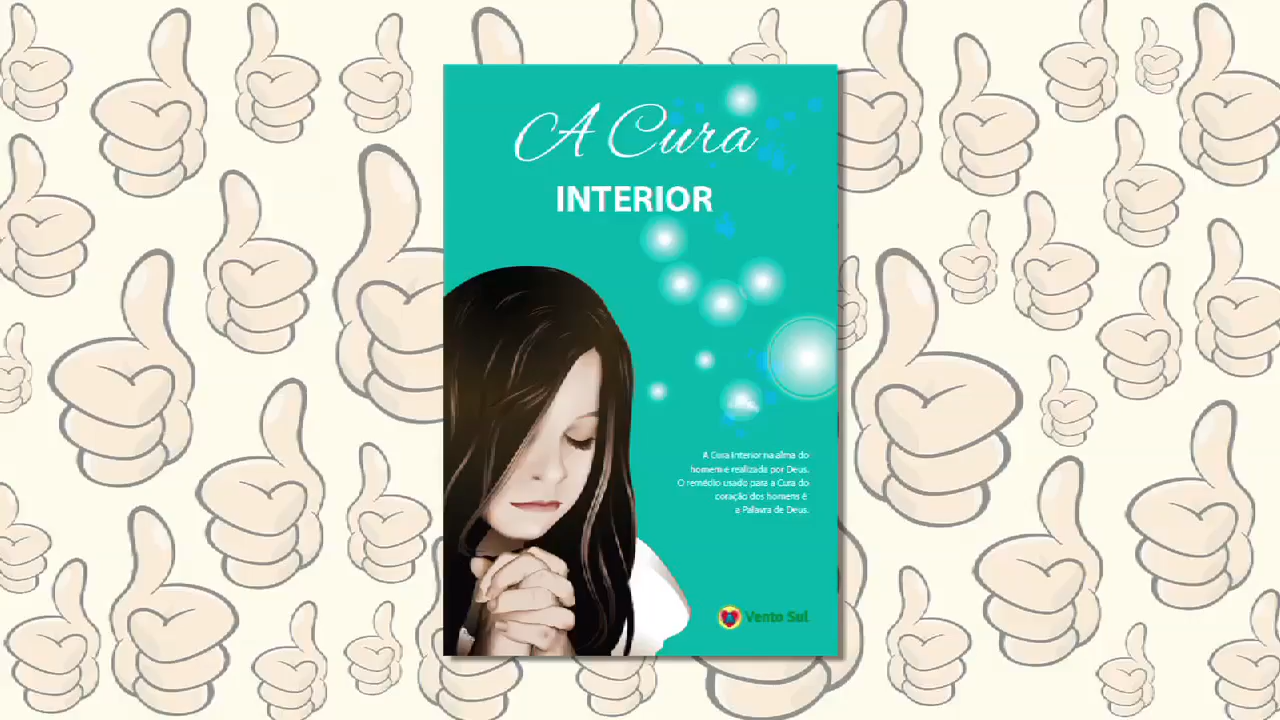 A Cura
INTERIOR
A Cura Interior na alma do
homem e realizada por Deus.
O remédio usado para a Cura do
coração dos homens é
a Palavra de Deus.
Vento Sul